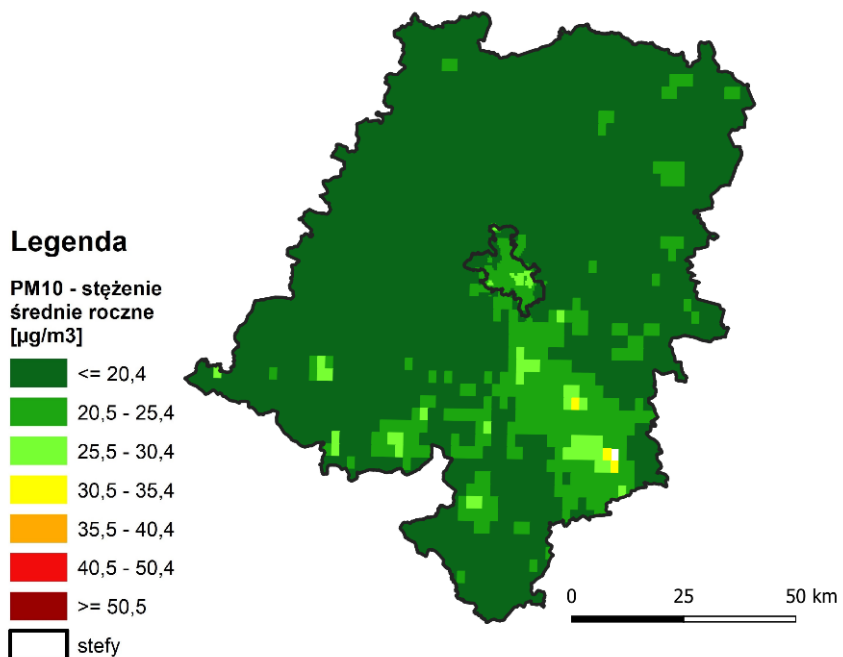 Legenda
PM10 - stężenie
średnie roczne
[µg/m3]
<= 20,4
20,5 - 25,4
25,5 - 30,4
30,5 - 35,4
35,5 - 40,4
40,5 - 50,4
>= 50,5
stefy
0 25 50 km